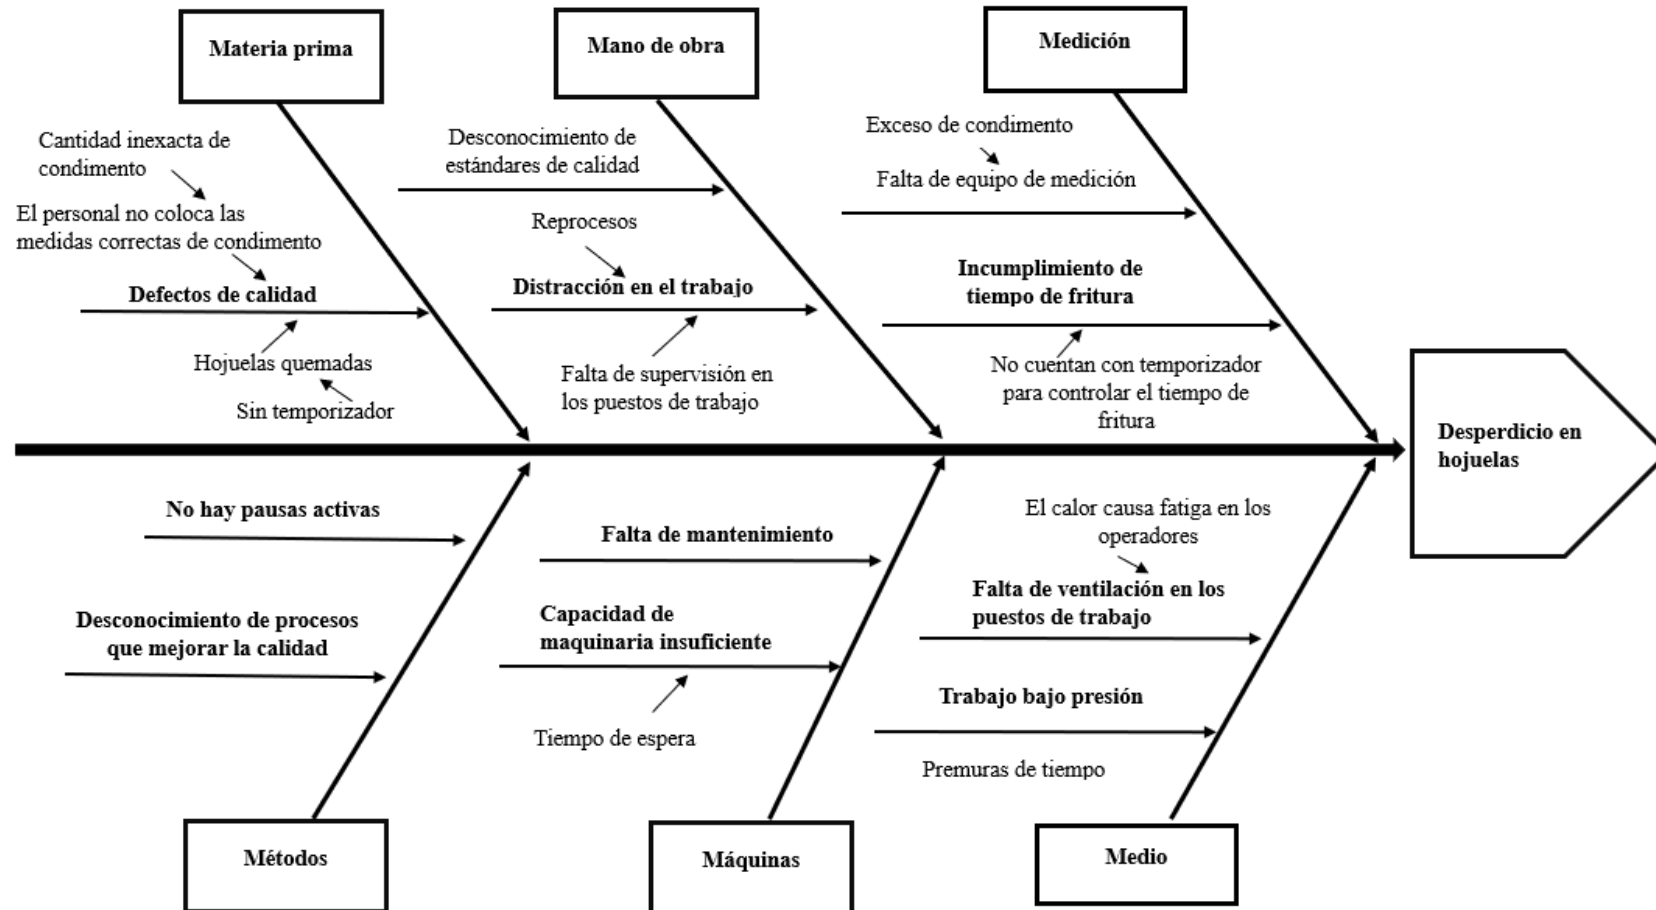 Materia prima
Mano de obra
Medición
Cantidad inexacta de
condimento
El personal no coloca las
medidas correctas de condimento
Defectos de calidad
Hojuelas quemadas
Sin temporizador
Desconocimiento de
estándares de calidad
Reprocesos
Distracción en el trabajo
Falta de supervisión en
los puestos de trabajo
Exceso de condimento
Falta de equipo de medición
Incumplimiento de
tiempo de fritura
No cuentan con temporizador
para controlar el tiempo de
fritura
Desperdicio en
hojuelas
No hay pausas activas
Desconocimiento de procesos
que mejorar la calidad
Falta de mantenimiento
Capacidad de
maquinaria insuficiente
Tiempo de espera
El calor causa fatiga en los
operadores
Falta de ventilación en los
puestos de trabajo
Trabajo bajo presión
Premuras de tiempo
Métodos
Máquinas
Medio